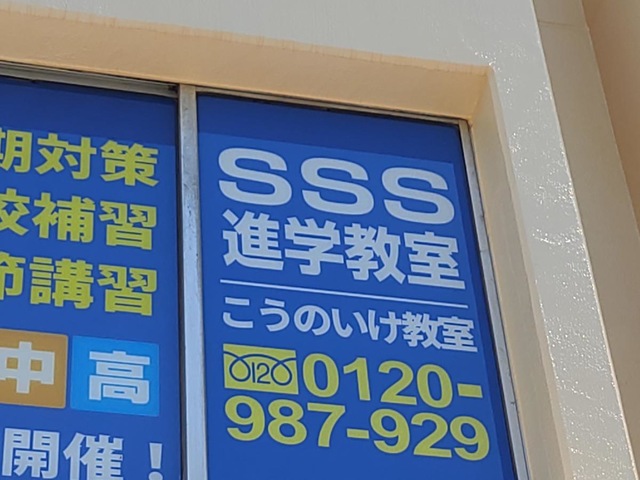 期対策
校補習
節講習
中 高
開催！
SSS
進学教室
こうのいけ教室
0120-
987-929